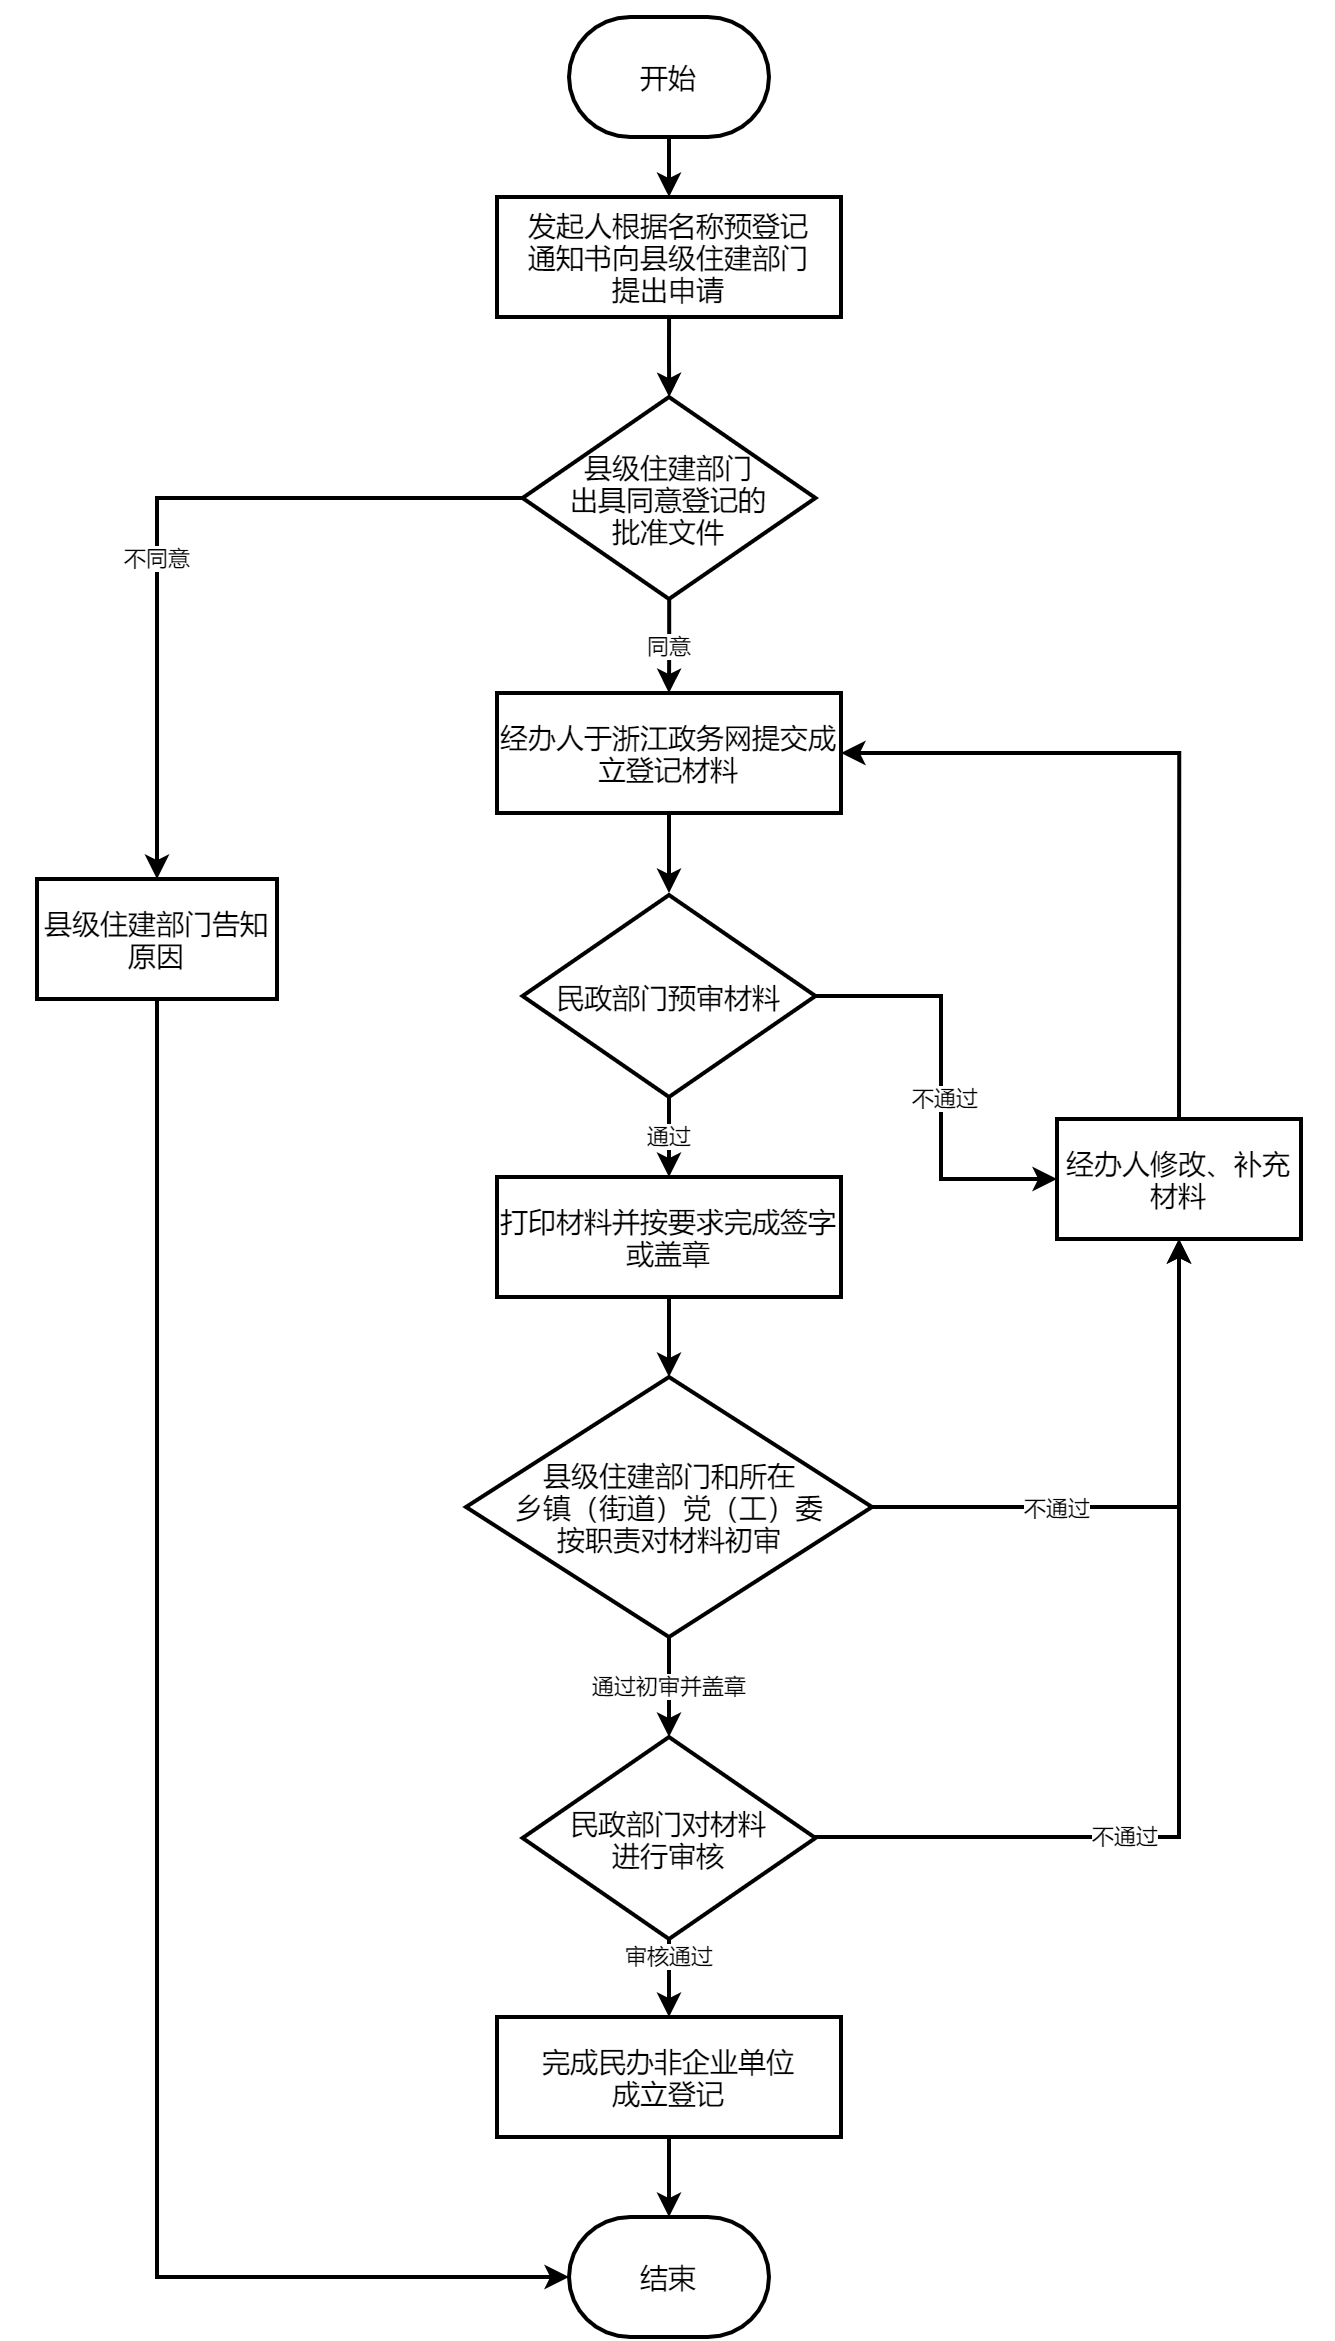 开始
发起人根据名称预登记
通知书向县级住建部门
提出申请
县级住建部门
出具同意登记的
批准文件
不同意
同意
经办人于浙江政务网提交成
立登记材料
县级住建部门告知
原因
民政部门预审材料
不通过
通过
经办人修改、补充
材料
打印材料并按要求完成签字
或盖章
县级住建部门和所在
乡镇（街道）党（工）委
按职责对材料初审
不通过
通过初审并盖章
民政部门对材料
进行审核
不通过
审核通过
完成民办非企业单位
成立登记
结束